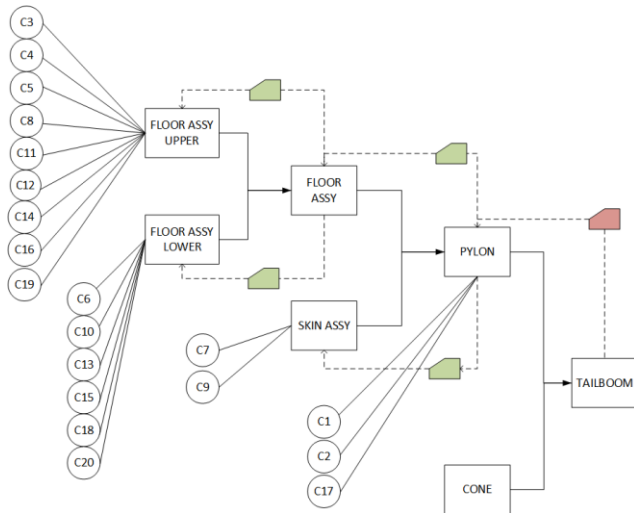 C3
C4
C5
C8
C11
C12
C14
C16
C19
FLOOR ASSY
UPPER
FLOOR ASSY
LOWER
FLOOR
ASSY
C6
C10
C13
C15
C18
C20
C7
C9
SKIN ASSY
PYLON
C1
C2
C17
CONE
TAILBOOM